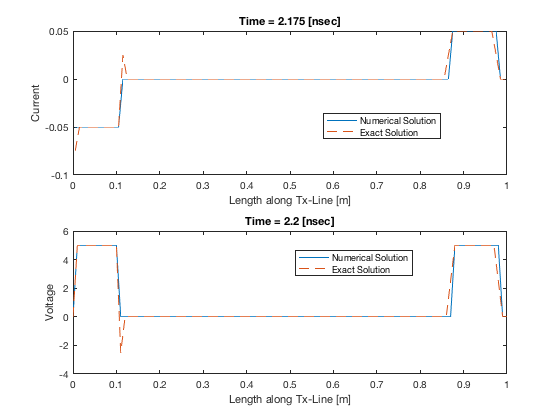 Time = 2.175 [nsec]
0.05
0
-0.05
-0.1
Current
Numerical Solution
Exact Solution
0 0.1 0.2 0.3 0.4 0.5 0.6 0.7 0.8 0.9 1
Length along Tx-Line [m]
Time = 2.2 [nsec]
6
4
2
0
-2
-4
Voltage
Numerical Solution
Exact Solution
0 0.1 0.2 0.3 0.4 0.5 0.6 0.7 0.8 0.9 1
Length along Tx-Line [m]